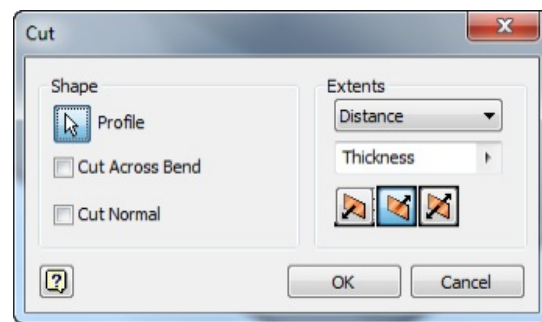 Cut
Shape
Profile
Cut Across Bend
Cut Normal
Extents
Distance
Thickness
?
OK
Cancel